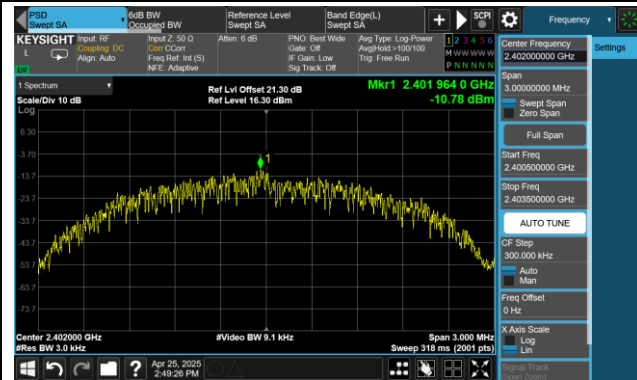 PSD
Swept SA
6dB BW
Occupied BW
Reference Level
Swept SA
Band Edge(L)
Swept SA
SCPI
Frequency
KEYSIGHT
L
Input: RF
Coupling: DC
Align: Auto
Input Z: 50 Ω
Corr CCorr
Freq Ref: Int (S)
NFE: Adaptive
Atten: 6 dB
PNO: Best Wide
Gate: Off
IF Gain: Low
Sig Track: Off
Avg Type: Log-Power
Avg|Hold:>100/100
Trig: Free Run
1 2 3 4 5 6
M W W W W W
P N N N N N
1 Spectrum
Scale/Div 10 dB
Log
Ref Lvl Offset 21.30 dB
Ref Level 16.30 dBm
Mkr1 2.401 964 0 GHz
-10.78 dBm
6.30
-3.70
-13.7
-23.7
-33.7
-43.7
-53.7
-63.7
-73.7
1
Center 2.402000 GHz
#Res BW 3.0 kHz
#Video BW 9.1 kHz
Span 3.000 MHz
Sweep 318 ms (2001 pts)
Center Frequency
2.402000000 GHz
Settings
Span
3.00000000 MHz
Swept Span
Zero Span
Full Span
Start Freq
2.400500000 GHz
Stop Freq
2.403500000 GHz
AUTO TUNE
CF Step
300.000 kHz
Auto
Man
Freq Offset
0 Hz
X Axis Scale
Log
Lin
Signal Track
(Span Zoom)
?
Apr 25, 2025
2:49:26 PM